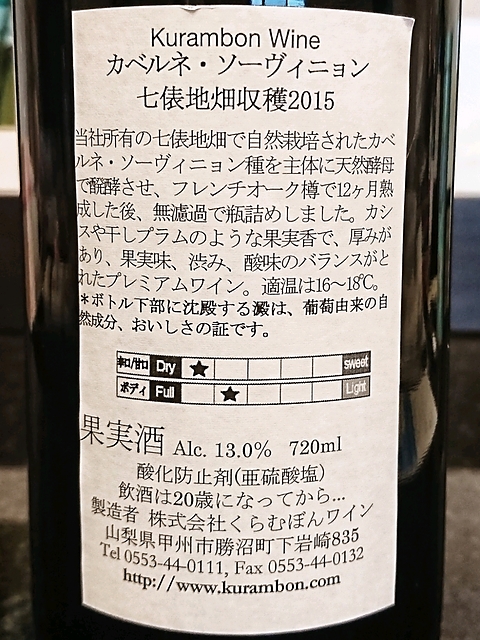 Kurambon Wine
カベルネ・ソーヴィニョン
七俵地畑収穫2015
当社所有の七俵地畑で自然栽培されたカベ
ルネ・ソーヴィニョン種を主体に天然酵母
で醗酵させ、フレンチオーク樽で12ヶ月熟
成した後、無濾過で瓶詰めしました。カシ
スや干しプラムのような果実香で、厚みが
あり、果実味、渋み、酸味のバランスがと
れたプレミアムワイン。適温は16〜18℃。
＊ボトル下部に沈殿する澱は、葡萄由来の自
然成分、おいしさの証です。
辛口/甘口 Dry ★ sweet
ボディ Full ★ Light
果実酒 Alc. 13.0% 720ml
酸化防止剤(亜硫酸塩)
飲酒は20歳になってから...
製造者 株式会社くらむぼんワイン
山梨県甲州市勝沼町下岩崎835
Tel 0553-44-0111, Fax 0553-44-0132
http://www.kurambon.com/